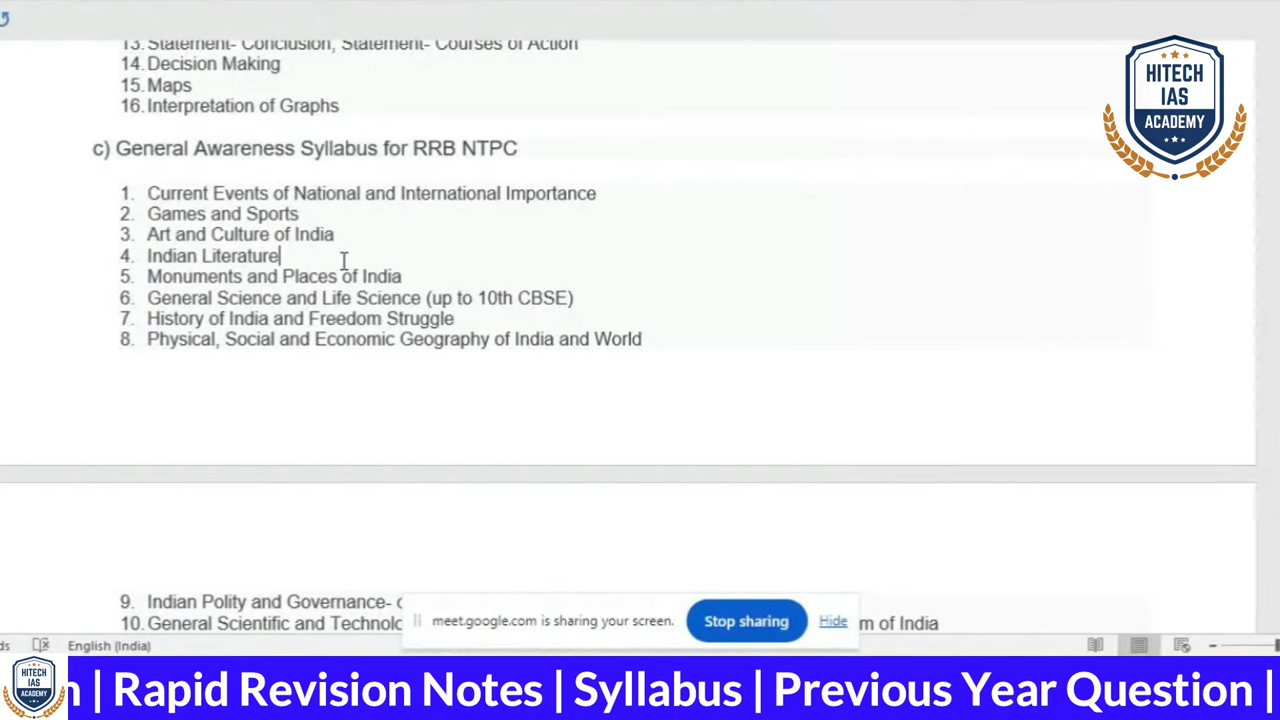 13. Statement- Conclusion, Statement- Courses of Action
14. Decision Making
15. Maps
16. Interpretation of Graphs
c) General Awareness Syllabus for RRB NTPC
1. Current Events of National and International Importance
2. Games and Sports
3. Art and Culture of India
4. Indian Literature
5. Monuments and Places of India
6. General Science and Life Science (up to 10th CBSE)
7. History of India and Freedom Struggle
8. Physical, Social and Economic Geography of India and World
9. Indian Polity and Governance-
10. General Scientific and m of India
meet.google.com is sharing your screen. Stop sharing Hide
English (India)
HITECH
IAS
ACADEMY
HITECH
IAS
ACADEMY
| Rapid Revision Notes | Syllabus | Previous Year Question |